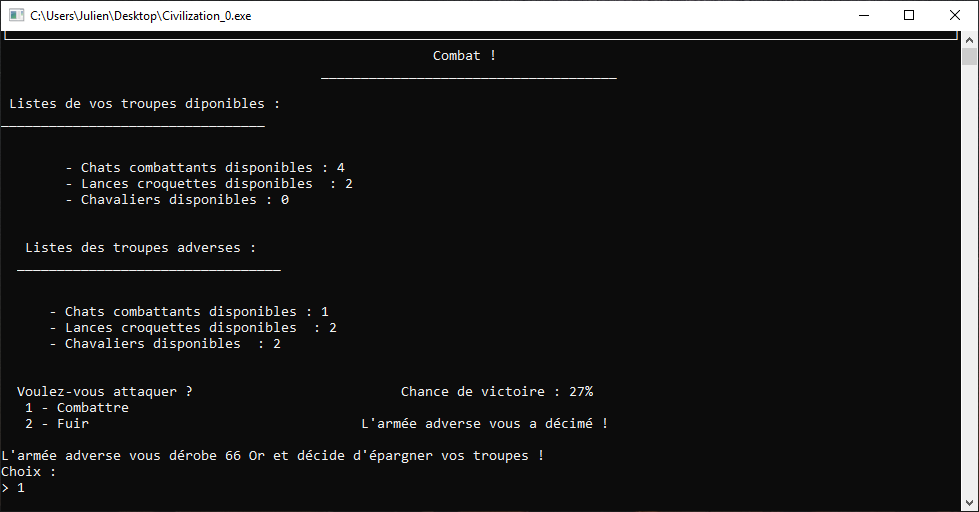 C:\Users\Julien\Desktop\Civilization_0.exe
Combat !
Listes de vos troupes diponibles :
- Chats combattants disponibles : 4
- Lances croquettes disponibles  : 2
- Chavaliers disponibles : 0
Listes des troupes adverses :
- Chats combattants disponibles : 1
- Lances croquettes disponibles  : 2
- Chavaliers disponibles  : 2
Voulez-vous attaquer ? Chance de victoire : 27%
1 - Combattre
2 - Fuir L'armée adverse vous a décimé !
L'armée adverse vous dérobe 66 Or et décide d'épargner vos troupes !
Choix :
> 1